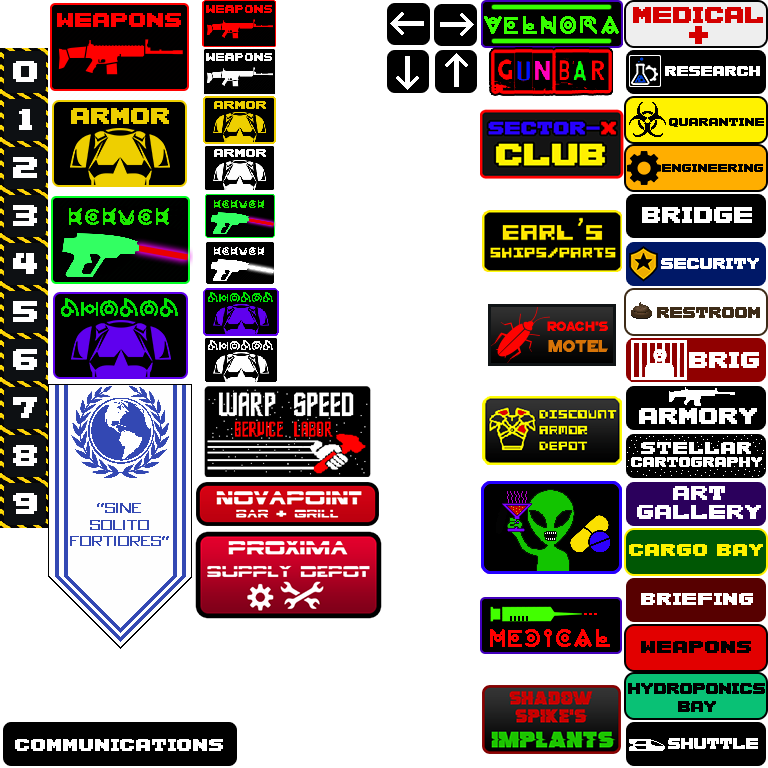 0
1
2
3
4
5
6
7
8
9
WEAPONS
ARMOR
WEAPONS
WEAPONS
ARMOR
ARMOR
"SINE
SOLITO
FORTIORES"
WARP SPEED
SERVICE LABOR
NOVAPOINT
BAR + GRILL
PROXIMA
SUPPLY DEPOT
COMMUNICATIONS
VELNORA
GUNBAR
SECTOR-X
CLUB
EARL'S
SHIPS/PARTS
ROACH'S
MOTEL
DISCOUNT
ARMOR
DEPOT
MEDICAL
SHADOW
SPIKE'S
IMPLANTS
MEDICAL
RESEARCH
QUARANTINE
ENGINEERING
BRIDGE
SECURITY
RESTROOM
BRIG
ARMORY
STELLAR
CARTOGRAPHY
ART
GALLERY
CARGO BAY
BRIEFING
WEAPONS
HYDROPONICS
BAY
SHUTTLE